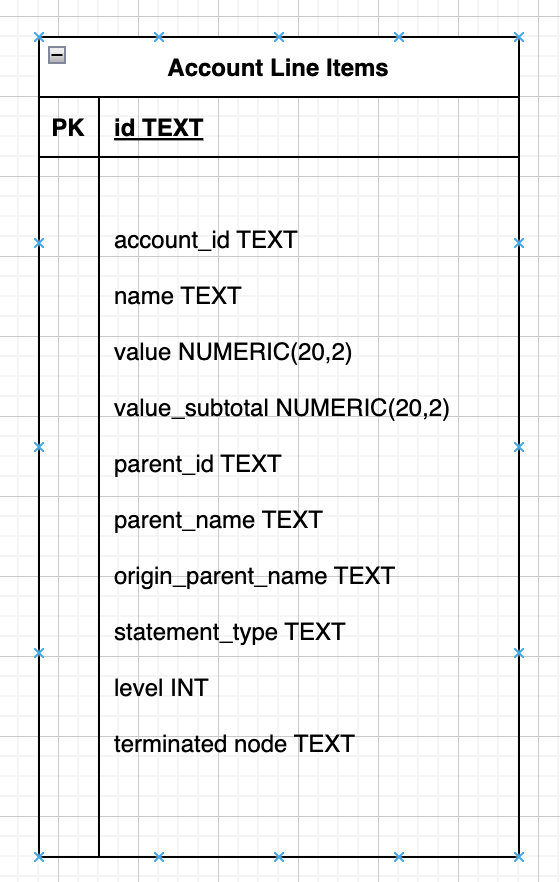 Account Line Items
PK id TEXT
account_id TEXT
name TEXT
value NUMERIC(20,2)
value_subtotal NUMERIC(20,2)
parent_id TEXT
parent_name TEXT
origin_parent_name TEXT
statement_type TEXT
level INT
terminated node TEXT